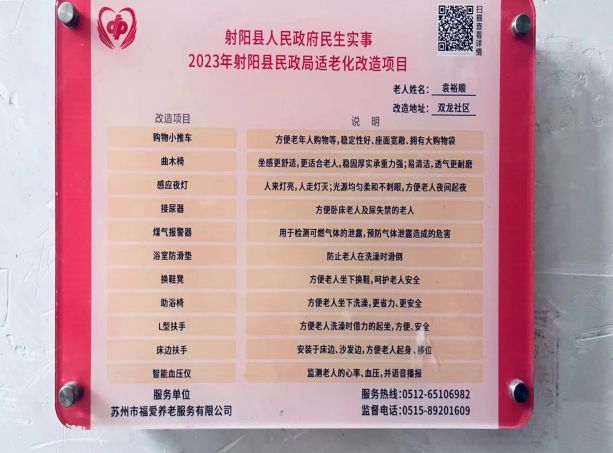 扫描查看详情
射阳县人民政府民生实事
2023年射阳县民政局适老化改造项目
老人姓名: 袁裕顺
改造地址: 双龙社区
改造项目 说 明
购物小推车 方便老年人购物等,稳定性好、座面宽敞、拥有大购物袋
曲木椅 坐感更舒适,更适合老人,稳固厚实承重力强;易清洁,透气更耐磨
感应夜灯 人来灯亮,人走灯灭;光源均匀柔和不刺眼,方便老人夜间起夜
接尿器 方便卧床老人及尿失禁的老人
煤气报警器 用于检测可燃气体的泄露,预防气体泄露造成的危害
浴室防滑垫 防止老人在洗澡时滑倒
换鞋凳 方便老人坐下换鞋,呵护老人安全
助浴椅 方便老人坐下洗澡,更省力、更安全
L型扶手 方便老人洗澡时借力的起坐,方便、安全
床边扶手 安装于床边、沙发边,方便老人起身、移位
智能血压仪 监测老人的心率、血压,并语音播报
服务单位 服务热线:0512-65106982
苏州市福爱养老服务有限公司 监督电话:0515-89201609